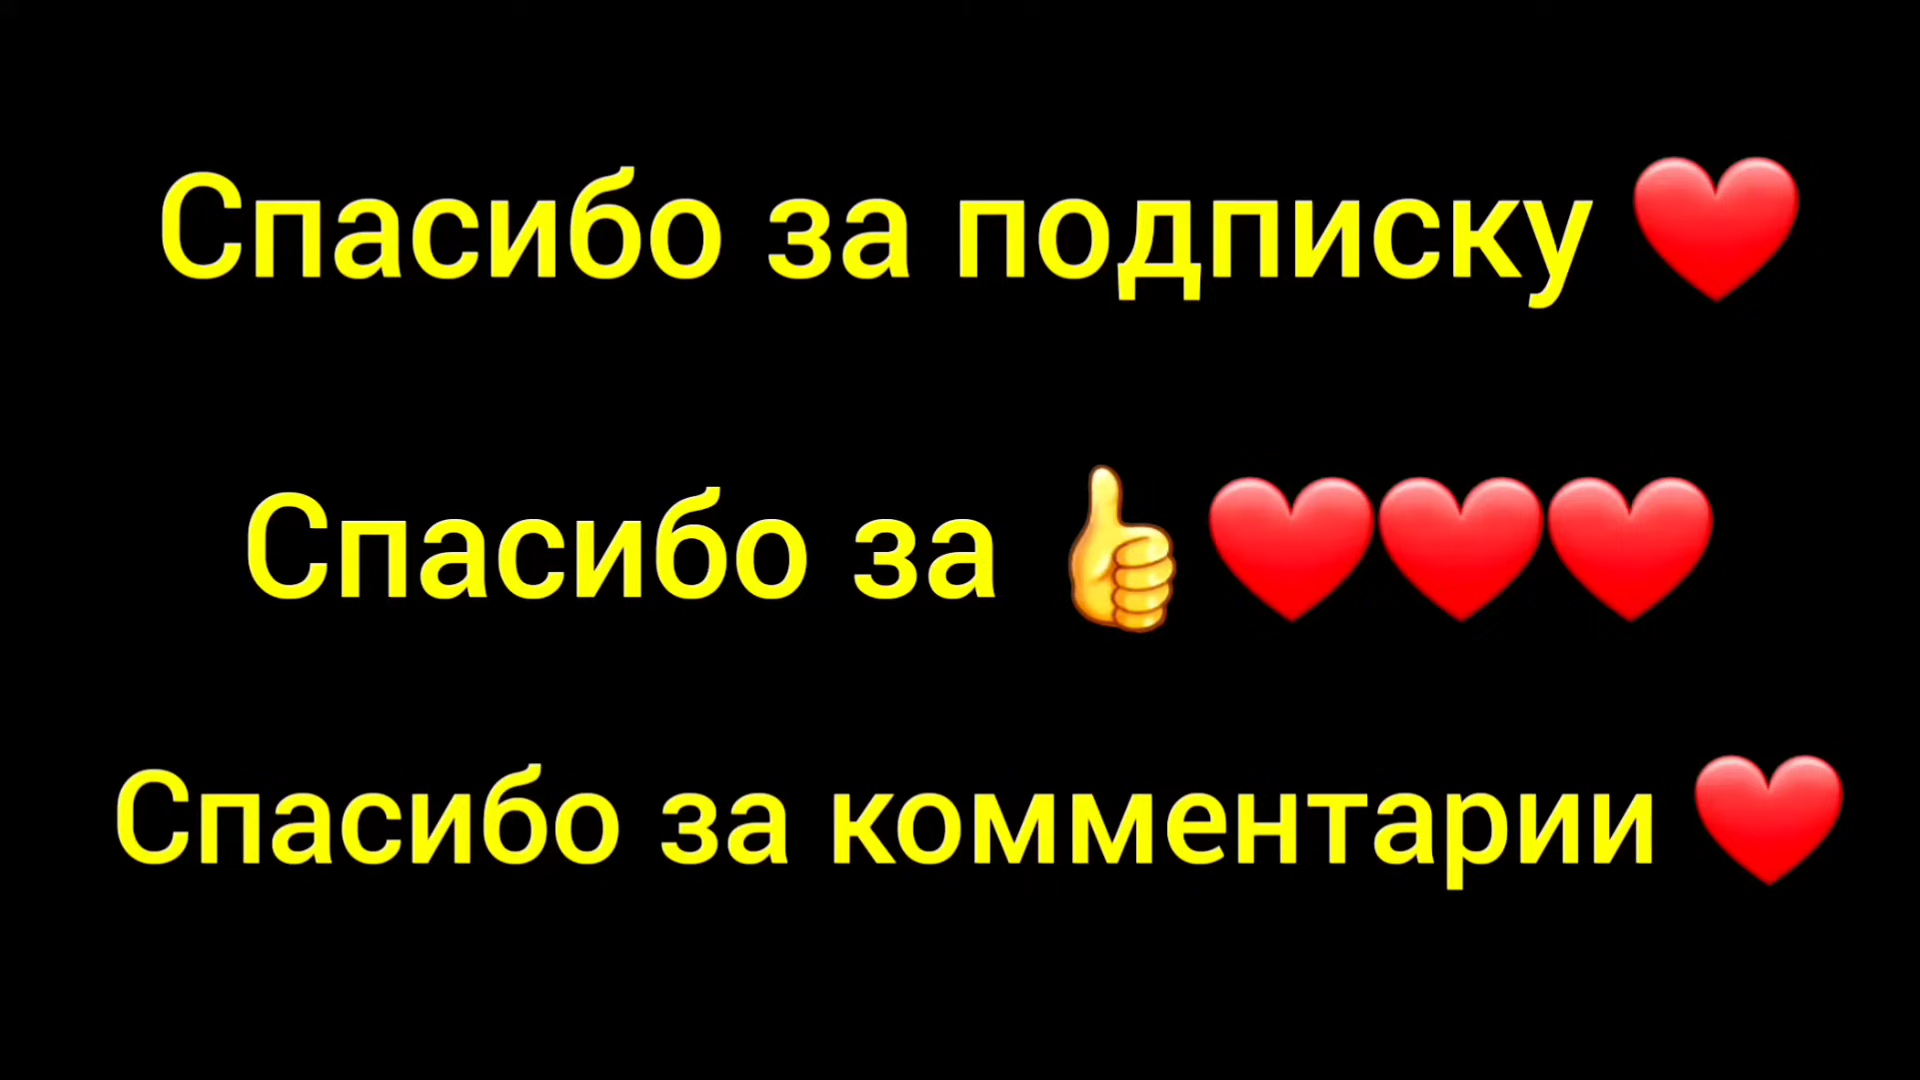 Спасибо за подписку ❤️
Спасибо за 👍❤️❤️❤️
Спасибо за комментарии ❤️